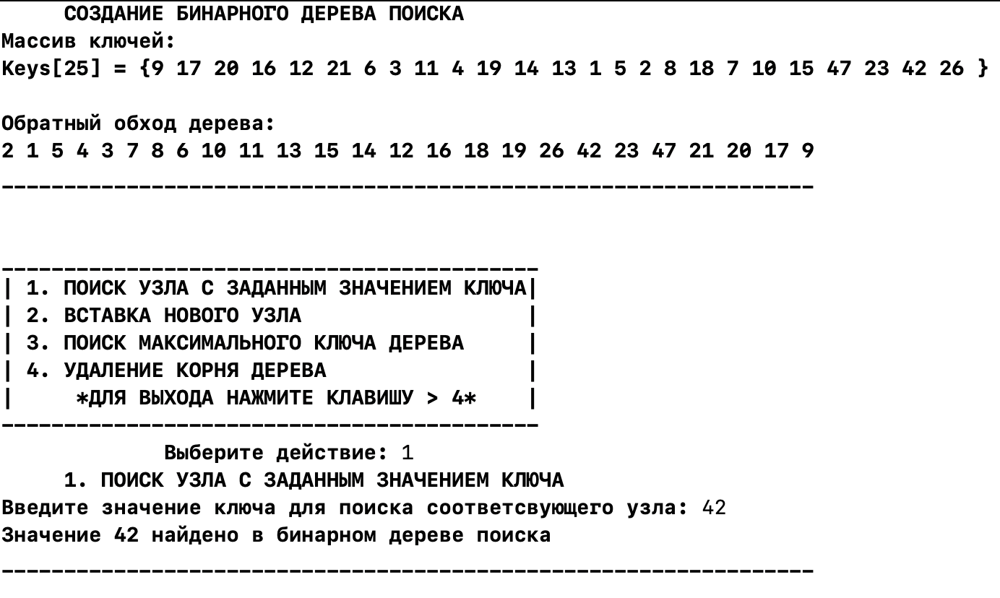 СОЗДАНИЕ БИНАРНОГО ДЕРЕВА ПОИСКА
Массив ключей:
Keys[25] = {9 17 20 16 12 21 6 3 11 4 19 14 13 1 5 2 8 18 7 10 15 47 23 42 26 }
Обратный обход дерева:
2 1 5 4 3 7 8 6 10 11 13 15 14 12 16 18 19 26 42 23 47 21 20 17 9
| 1. ПОИСК УЗЛА С ЗАДАННЫМ ЗНАЧЕНИЕМ КЛЮЧА|
| 2. ВСТАВКА НОВОГО УЗЛА |
| 3. ПОИСК МАКСИМАЛЬНОГО КЛЮЧА ДЕРЕВА |
| 4. УДАЛЕНИЕ КОРНЯ ДЕРЕВА |
| *ДЛЯ ВЫХОДА НАЖМИТЕ КЛАВИШУ > 4* |
Выберите действие: 1
1. ПОИСК УЗЛА С ЗАДАННЫМ ЗНАЧЕНИЕМ КЛЮЧА
Введите значение ключа для поиска соответсвующего узла: 42
Значение 42 найдено в бинарном дереве поиска